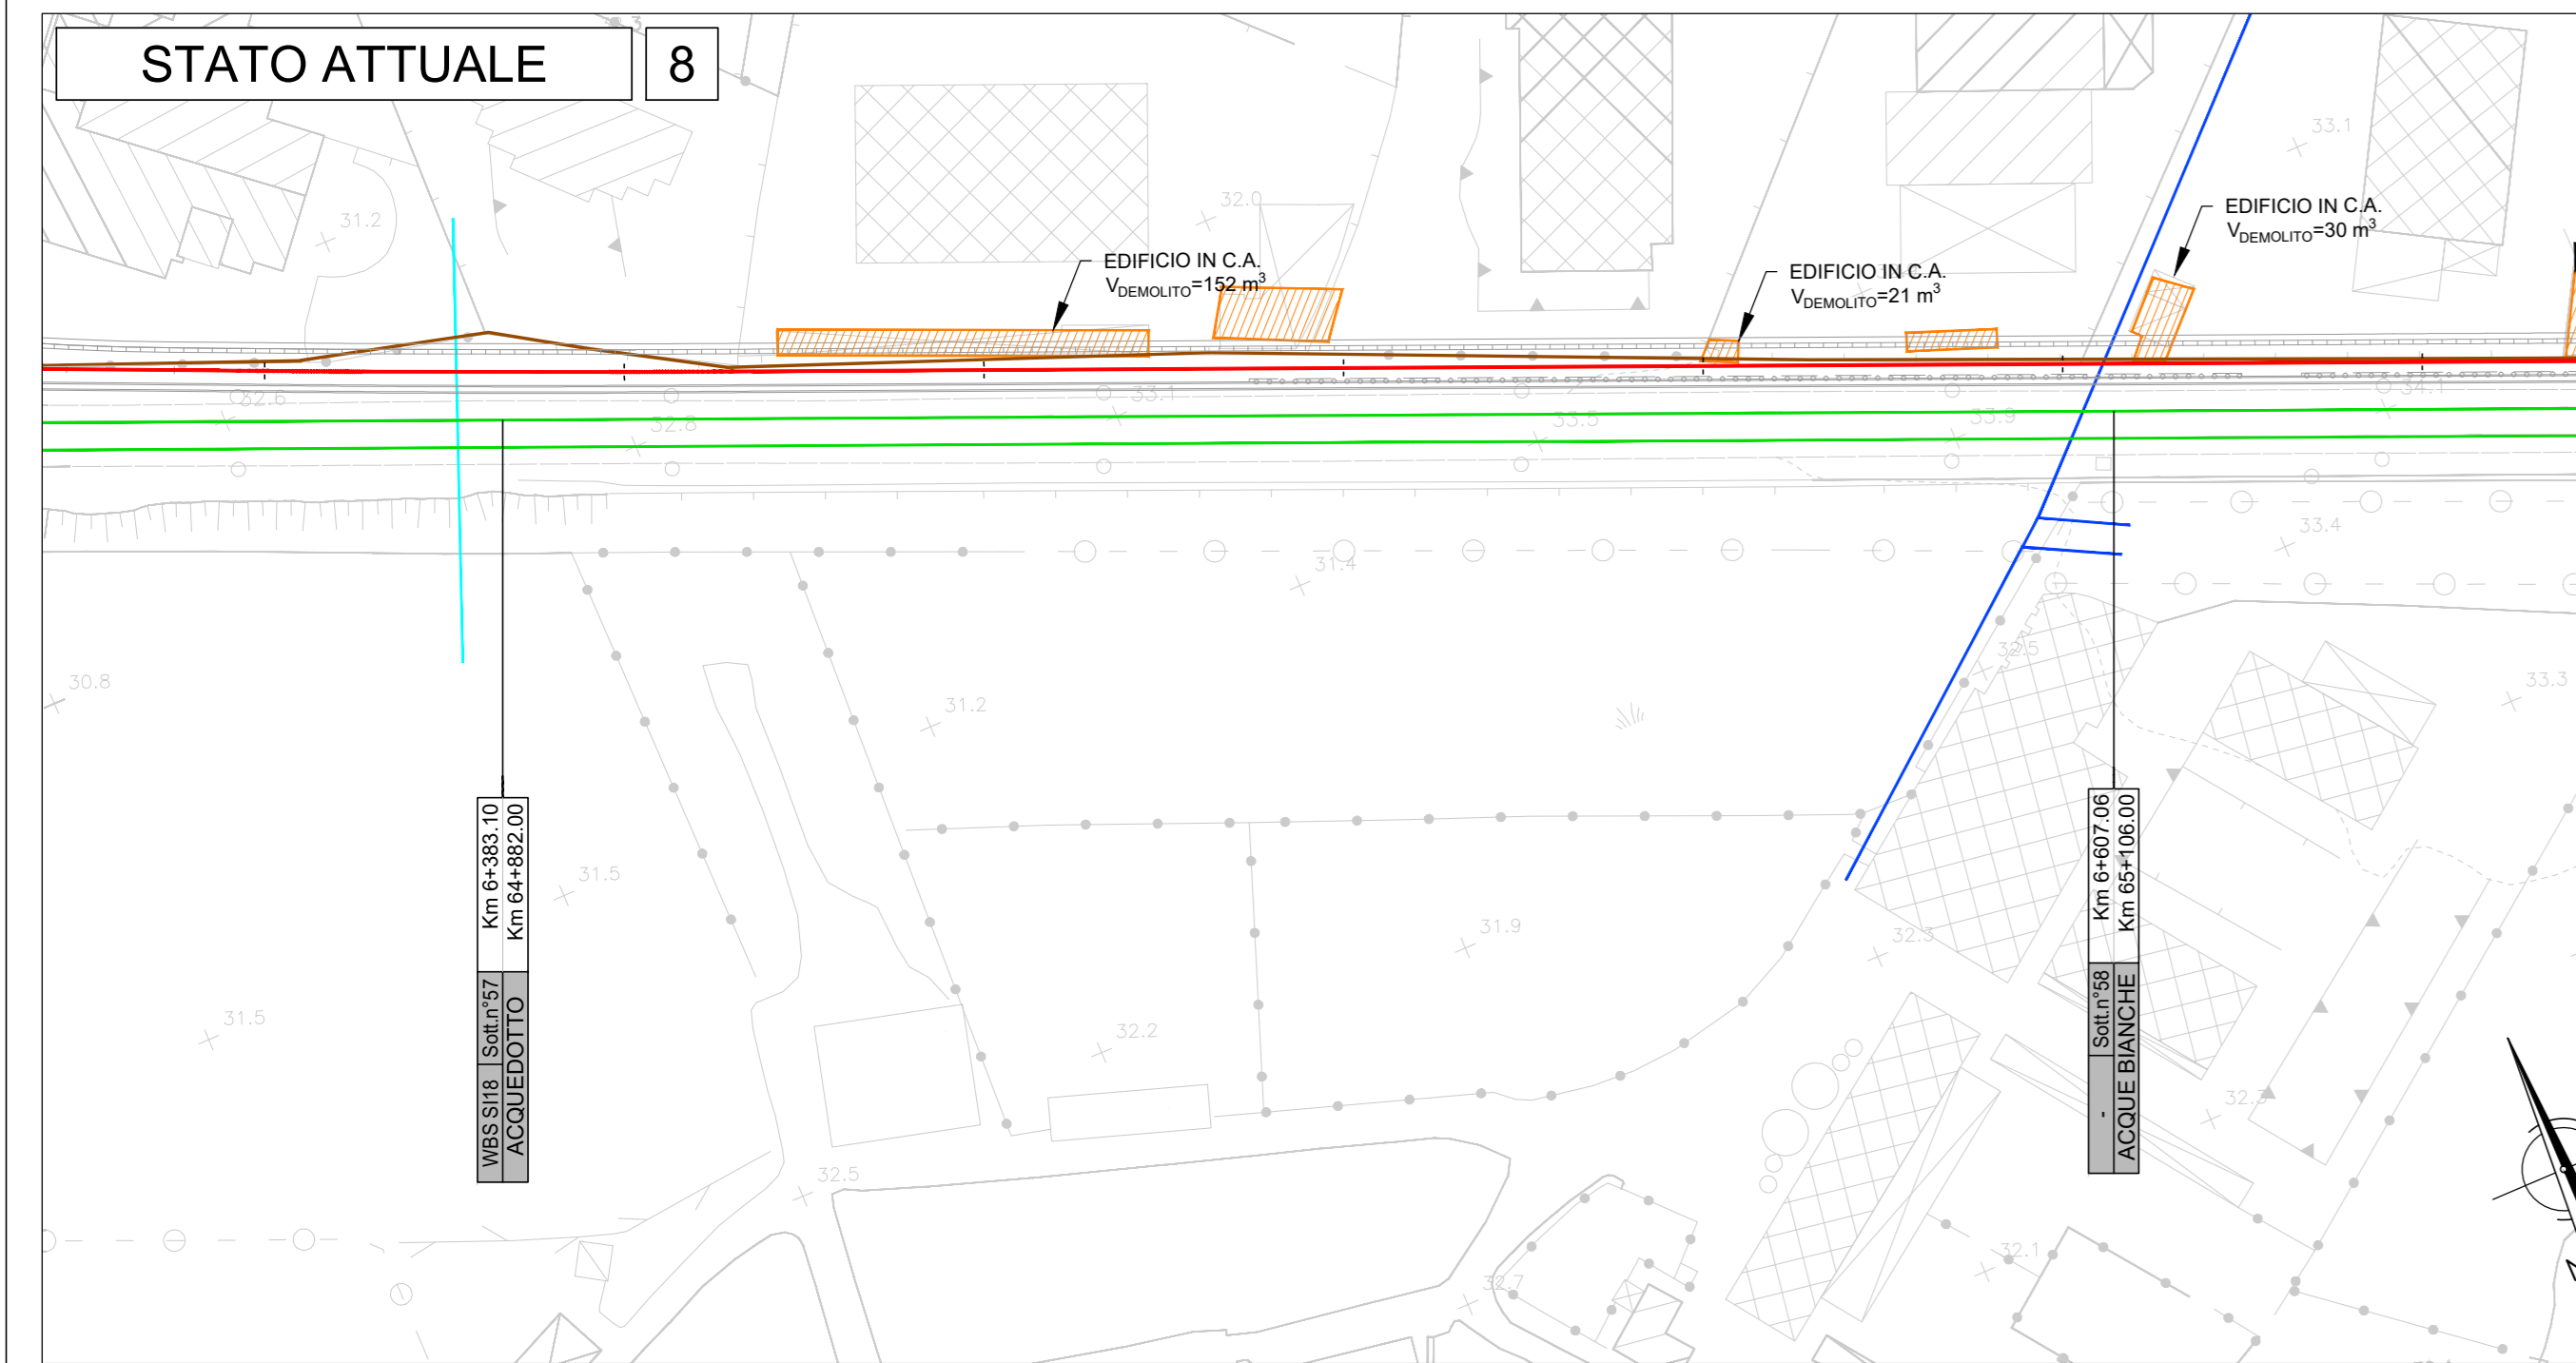 STATO ATTUALE
8
31.2
32.0
33.1
EDIFICIO IN C.A.
VDEMOLITO=152 m³
EDIFICIO IN C.A.
VDEMOLITO=21 m³
EDIFICIO IN C.A.
VDEMOLITO=30 m³
32.6
32.8
33.1
33.5
33.9
34.1
31.4
33.4
32.5
30.8
31.2
33.3
31.5
31.9
32.3
31.5
32.2
32.3
32.5
32.1
32.7
WBS SI18 Sott.n°57 Km 6+383.10
ACQUEDOTTO Km 64+882.00
- Sott.n°58 Km 6+607.06
ACQUE BIANCHE Km 65+106.00